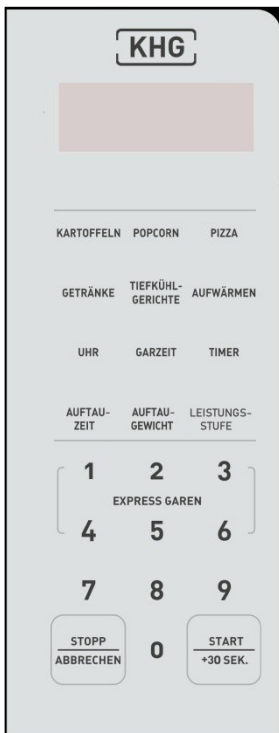 KHG
KARTOFFELN POPCORN PIZZA
GETRÄNKE TIEFKÜHL-
GERICHTE AUFWÄRMEN
UHR GARZEIT TIMER
AUFTAU- AUFTAU- LEISTUNGS-
ZEIT GEWICHT STUFE
1 2 3
EXPRESS GAREN
4 5 6
7 8 9
STOPP START
ABBRECHEN 0 +30 SEK.